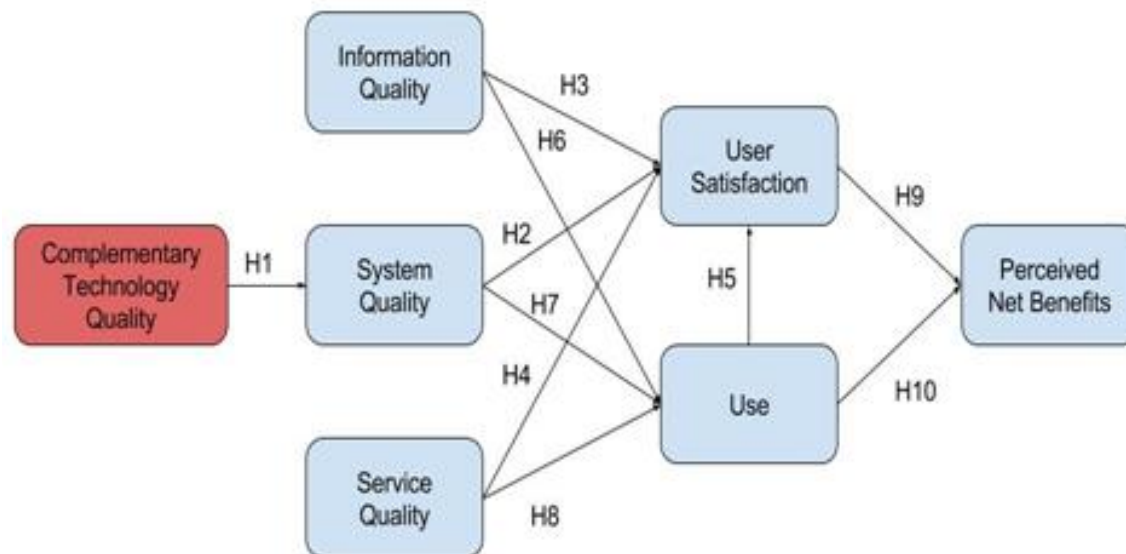 Information
Quality
H3
H6
User
Satisfaction
H9
Complementary
Technology
Quality
H1
System
Quality
H2
H7
H5
Perceived
Net Benefits
H4
Use
H10
Service
Quality
H8